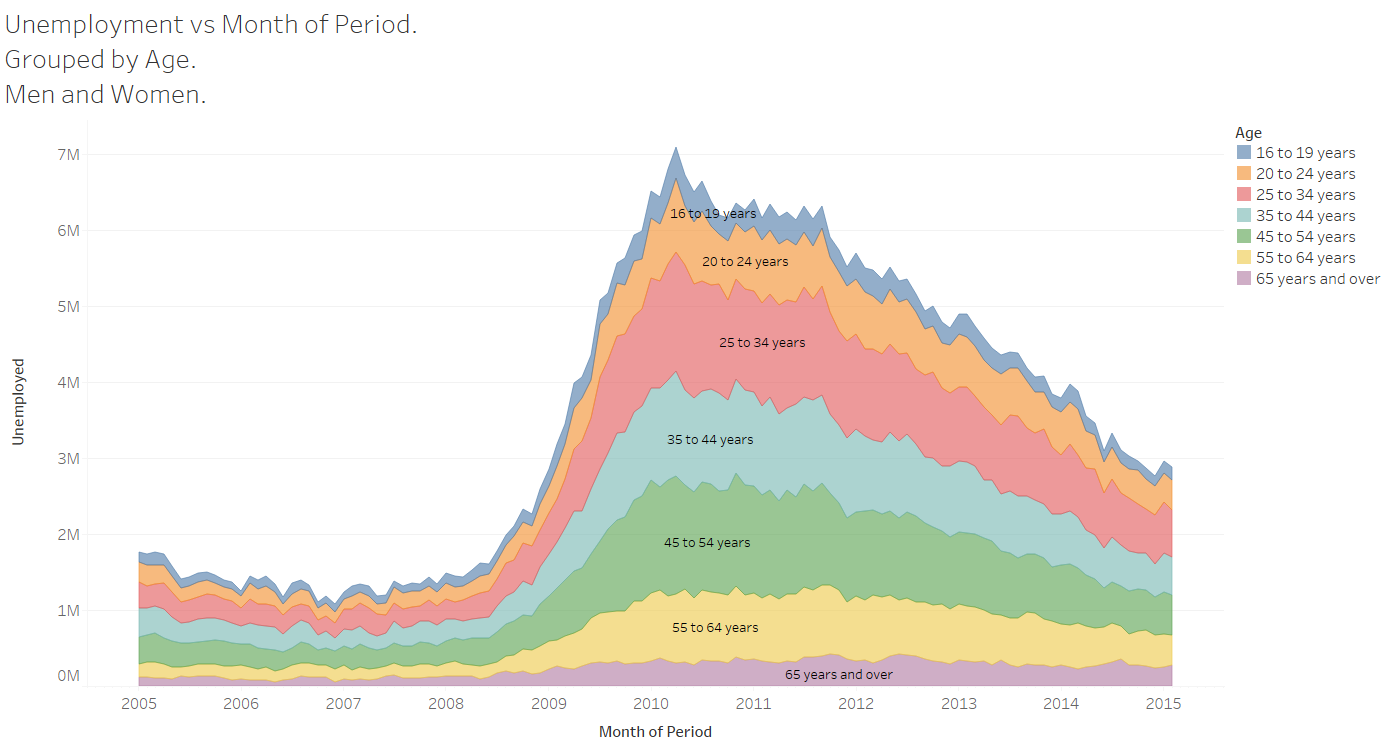 Unemployment vs Month of Period.
Grouped by Age.
Men and Women.
Age
16 to 19 years
20 to 24 years
25 to 34 years
35 to 44 years
45 to 54 years
55 to 64 years
65 years and over
Unemployed
7M
6M
5M
4M
3M
2M
1M
0M
16 to 19 years
20 to 24 years
25 to 34 years
35 to 44 years
45 to 54 years
55 to 64 years
65 years and over
2005 2006 2007 2008 2009 2010 2011 2012 2013 2014 2015
Month of Period